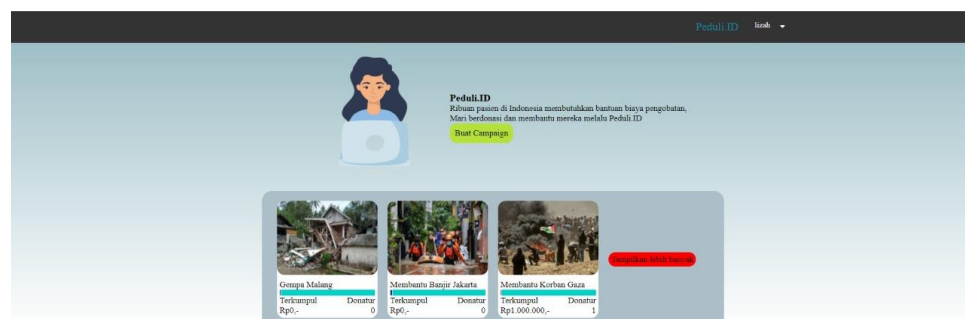 Peduli.ID lizah
Peduli.ID
Ribuan pasien di Indonesia membutuhkan bantuan biaya pengobatan,
Mari berdonasi dan membantu mereka melalu Peduli.ID
Buat Campaign
Gempa Malang
Terkumpul Donatur
Rp0,- 0
Membantu Banjir Jakarta
Terkumpul Donatur
Rp0,- 0
Membantu Korban Gaza
Terkumpul Donatur
Rp1.000.000,- 1
Tampilkan lebih banyak